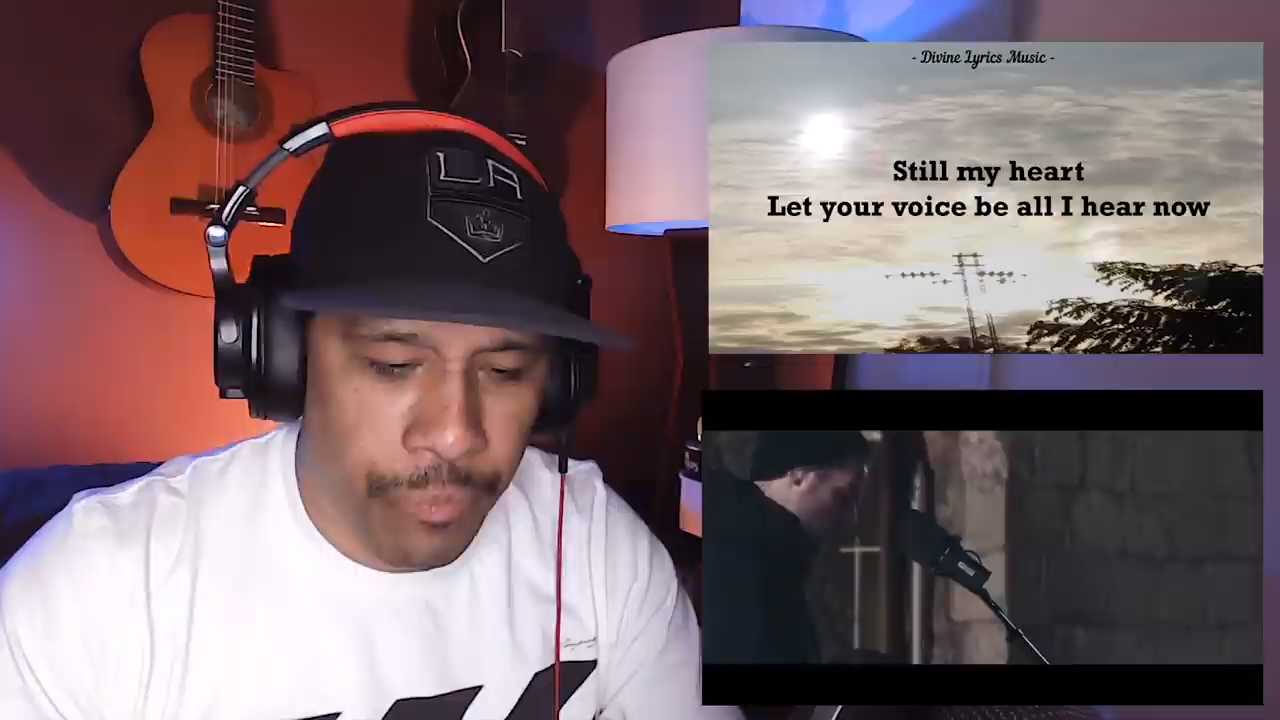 LA
- Divine Lyrics Music -
Still my heart
Let your voice be all I hear now